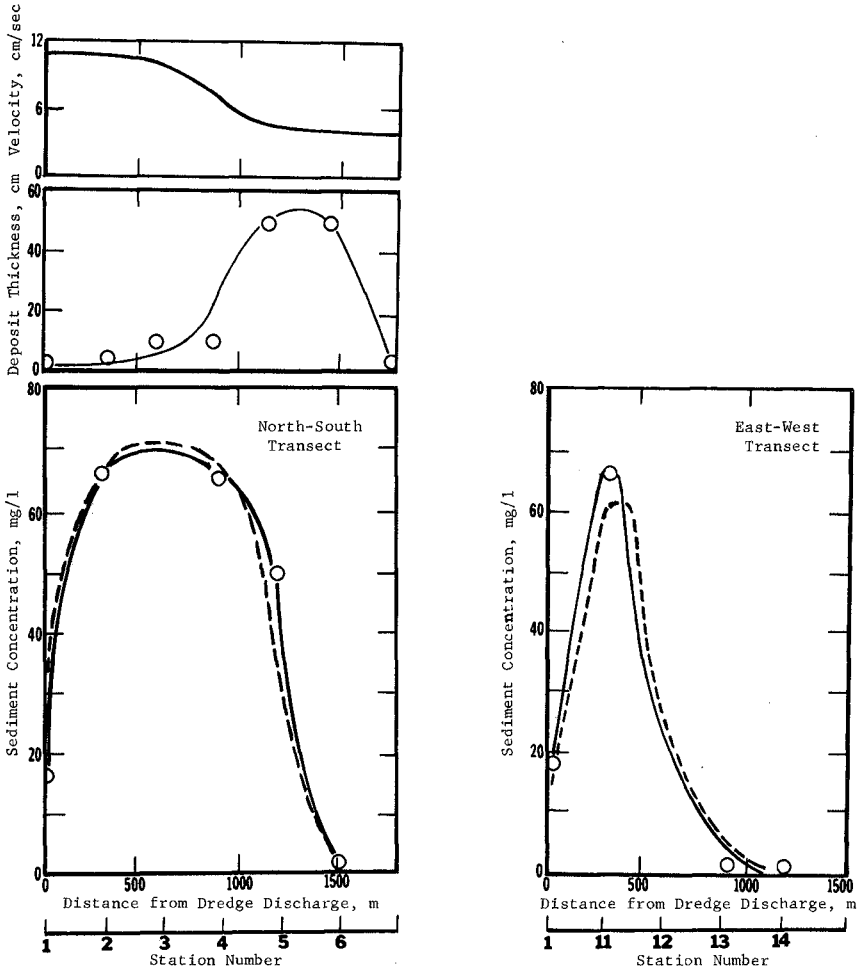 Velocity, cm/sec
12
6
0
Deposit Thickness, cm
60
40
20
0
North-South
Transect
Sediment Concentration, mg/l
80
60
40
20
0
0 500 1000 1500
Distance from Dredge Discharge, m
1 2 3 4 5 6
Station Number
East-West
Transect
Sediment Concentration, mg/l
80
60
40
20
0
0 500 1000 1500
Distance from Dredge Discharge, m
1 11 12 13 14
Station Number